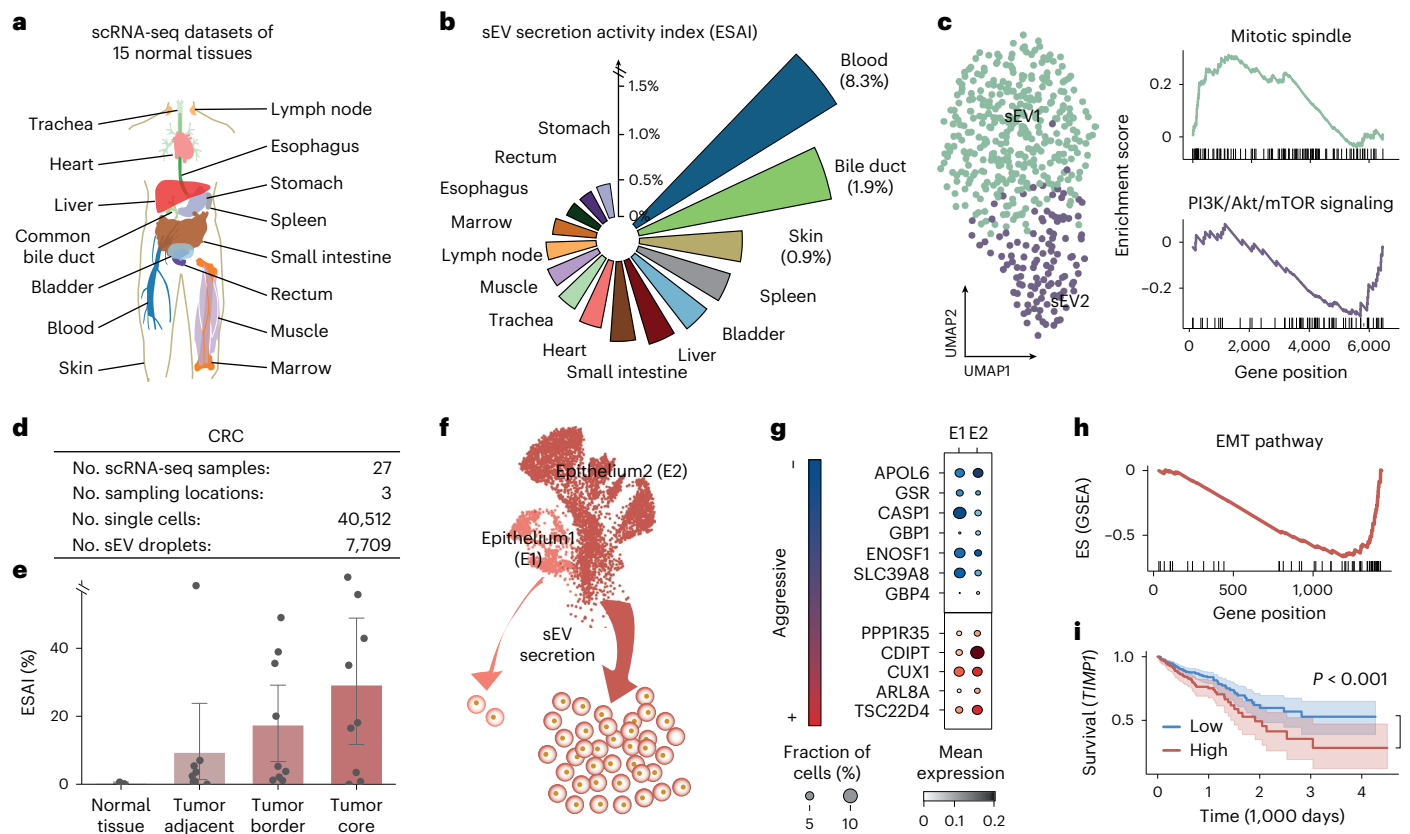 a
scRNA-seq datasets of
15 normal tissues
Trachea
Heart
Liver
Common
bile duct
Bladder
Blood
Skin
Lymph node
Esophagus
Stomach
Spleen
Small intestine
Rectum
Muscle
Marrow
b
sEV secretion activity index (ESAI)
1.5%
1.0%
0.5%
0%
Blood
(8.3%)
Bile duct
(1.9%)
Skin
(0.9%)
Spleen
Bladder
Liver
Small intestine
Heart
Trachea
Muscle
Lymph node
Marrow
Esophagus
Rectum
Stomach
c
sEV1
sEV2
UMAP2
UMAP1
Mitotic spindle
0.2
0
Enrichment score
PI3K/Akt/mTOR signaling
0
−0.2
0
2,000
4,000
6,000
Gene position
d
CRC
No. scRNA-seq samples: 27
No. sampling locations: 3
No. single cells: 40,512
No. sEV droplets: 7,709
e
ESAI (%)
40
20
0
Normal
tissue
Tumor
adjacent
Tumor
border
Tumor
core
f
Epithelium2 (E2)
Epithelium1
(E1)
sEV
secretion
g
E1 E2
−
Aggressive
+
APOL6
GSR
CASP1
GBP1
ENOSF1
SLC39A8
GBP4
PPP1R35
CDIPT
CUX1
ARL8A
TSC22D4
Fraction of
cells (%)
5
10
Mean
expression
0
0.1
0.2
h
EMT pathway
ES (GSEA)
0
−0.5
0
500
1,000
Gene position
i
Survival (TIMP1)
1.0
0.5
P < 0.001
Low
High
0
1
2
3
4
Time (1,000 days)